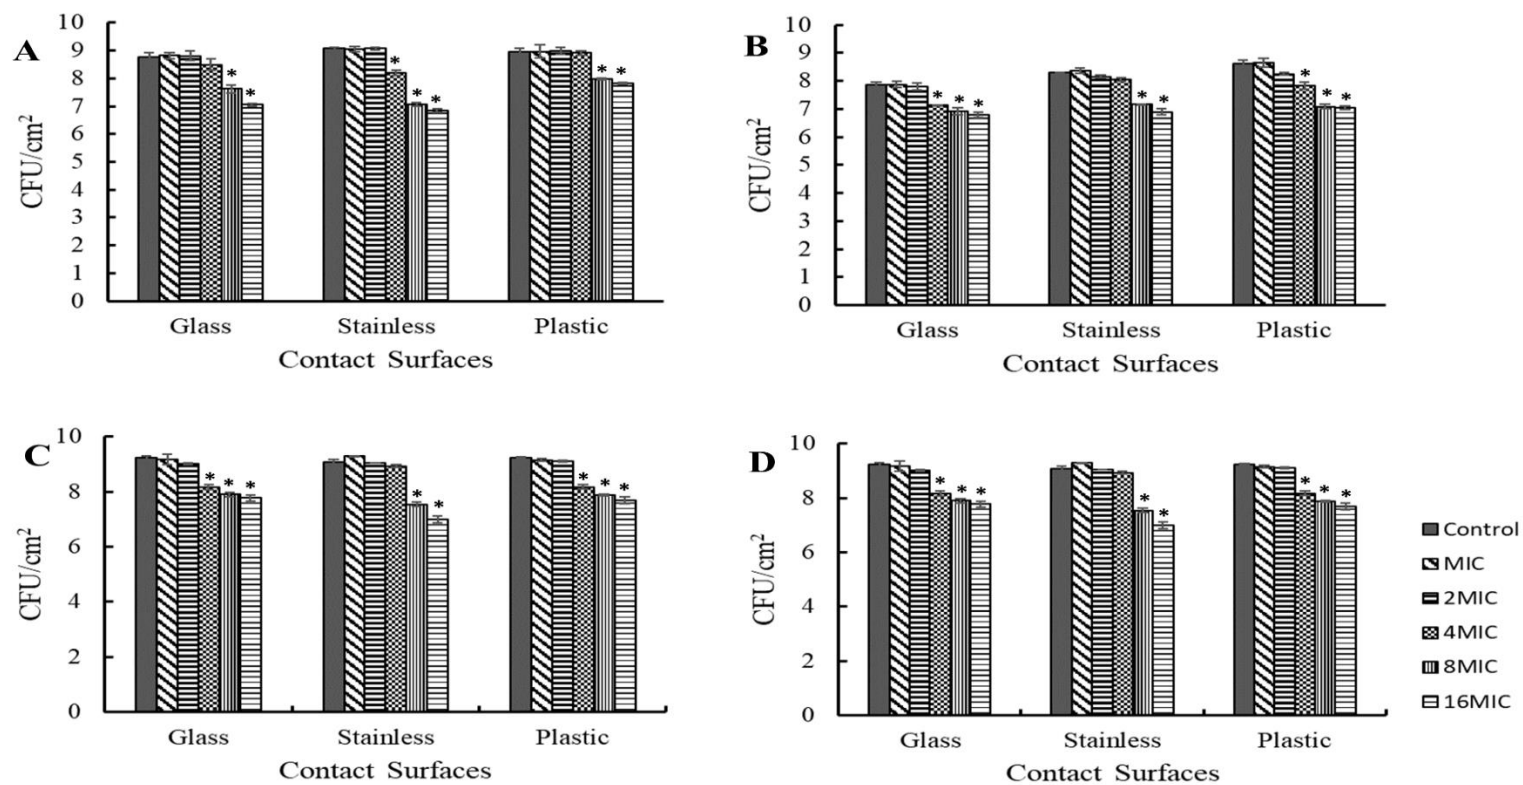 A
10
9
8
7
6
5
4
3
2
1
0
CFU/cm²
* * * * * * *
Glass Stainless Plastic
Contact Surfaces
B
10
9
8
7
6
5
4
3
2
1
0
CFU/cm²
* * * * * * * *
Glass Stainless Plastic
Contact Surfaces
C
10
8
6
4
2
0
CFU/cm²
* * * * * * * *
Glass Stainless Plastic
Contact Surfaces
D
10
8
6
4
2
0
CFU/cm²
* * * * * * * *
Glass Stainless Plastic
Contact Surfaces
Control
MIC
2MIC
4MIC
8MIC
16MIC